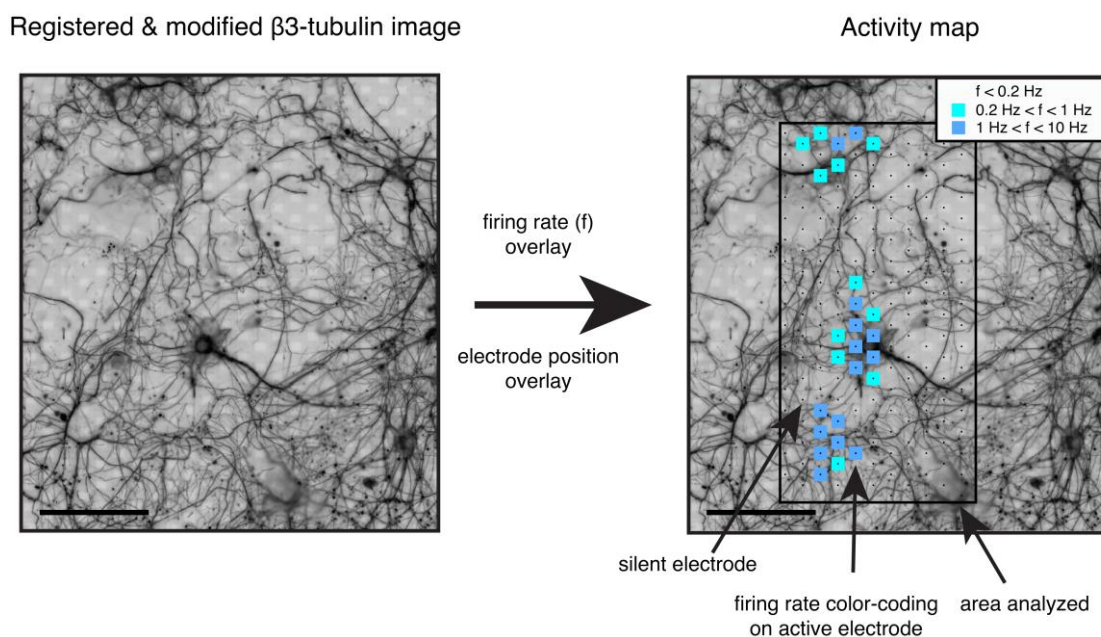 Registered & modified β3-tubulin image
Activity map
f < 0.2 Hz
0.2 Hz < f < 1 Hz
1 Hz < f < 10 Hz
firing rate (f)
overlay
electrode position
overlay
silent electrode
firing rate color-coding
on active electrode
area analyzed